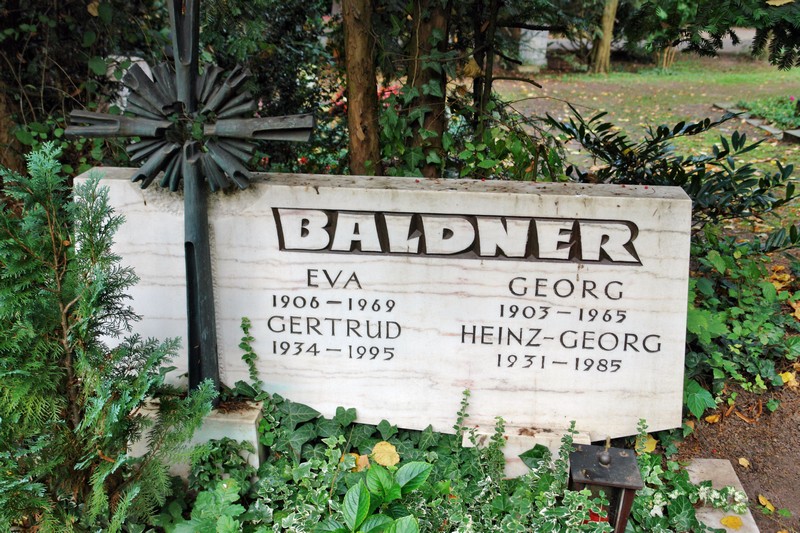 BALDNER
EVA
1906–1969
GERTRUD
1934–1995
GEORG
1903–1965
HEINZ-GEORG
1931–1985